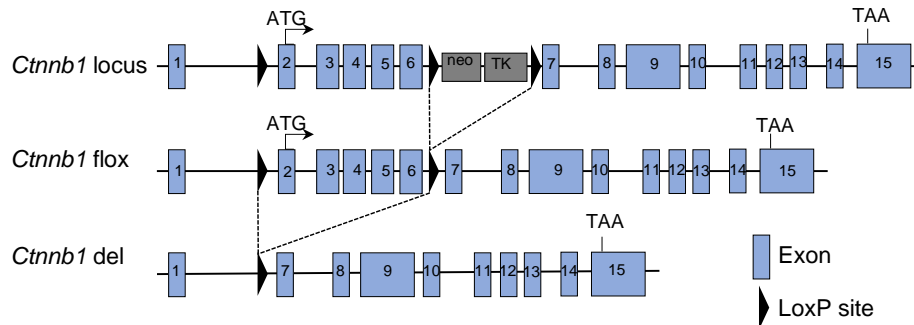 ATG TAA
Ctnnb1 locus 1 2 3 4 5 6 neo TK 7 8 9 10 11 12 13 14 15
ATG TAA
Ctnnb1 flox 1 2 3 4 5 6 7 8 9 10 11 12 13 14 15
TAA
Ctnnb1 del 1 7 8 9 10 11 12 13 14 15
Exon
LoxP site